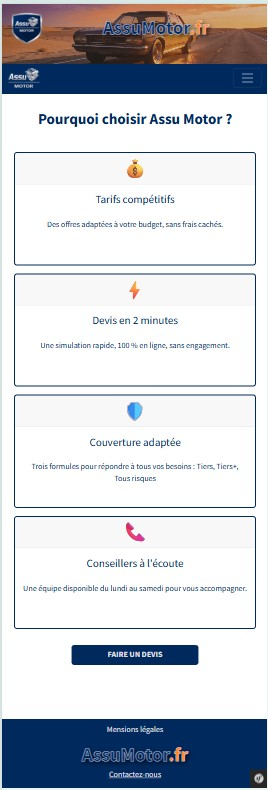 Assu
MOTOR
AssuMotor.fr
Assu
MOTOR
Pourquoi choisir Assu Motor ?
Tarifs compétitifs
Des offres adaptées à votre budget, sans frais cachés.
Devis en 2 minutes
Une simulation rapide, 100 % en ligne, sans engagement.
Couverture adaptée
Trois formules pour répondre à tous vos besoins : Tiers, Tiers+,
Tous risques
Conseillers à l'écoute
Une équipe disponible du lundi au samedi pour vous accompagner.
FAIRE UN DEVIS
Mentions légales
AssuMotor.fr
Contactez-nous